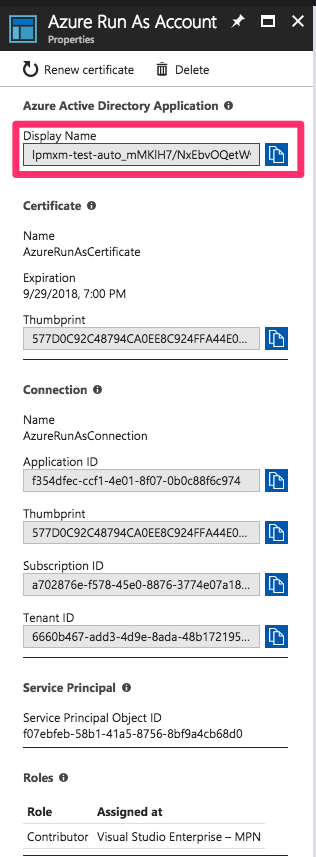 Azure Run As Account
Properties
Renew certificate Delete
Azure Active Directory Application
Display Name
lpmxm-test-auto_mMKlH7/NxEbvOQetW
Certificate
Name
AzureRunAsCertificate
Expiration
9/29/2018, 7:00 PM
Thumbprint
577D0C92C48794CA0EE8C924FFA44E0...
Connection
Name
AzureRunAsConnection
Application ID
f354dfec-ccf1-4e01-8f07-0b0c88f6c974
Thumbprint
577D0C92C48794CA0EE8C924FFA44E0...
Subscription ID
a702876e-f578-45e0-8876-3774e07a18...
Tenant ID
6660b467-add3-4d9e-8ada-48b172195...
Service Principal
Service Principal Object ID
f07ebfeb-58b1-41a5-8756-8bf9a4cb68d0
Roles
Role Assigned at
Contributor Visual Studio Enterprise – MPN